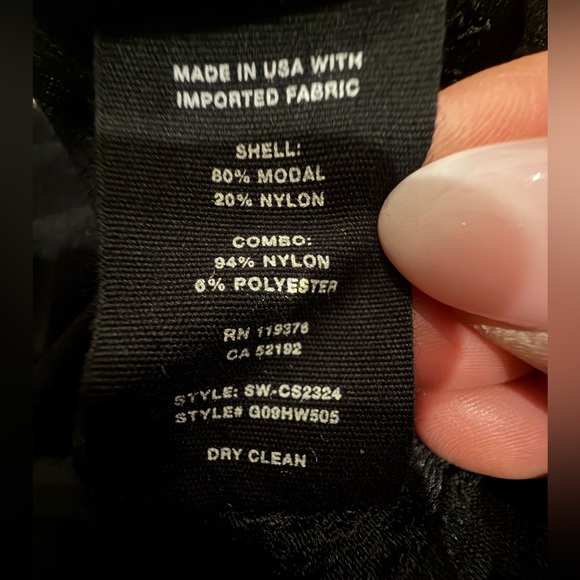 MADE IN USA WITH
IMPORTED FABRIC
SHELL:
80% MODAL
20% NYLON
COMBO:
94% NYLON
6% POLYESTER
RN 119376
CA 52192
STYLE: SW-CS2324
STYLE# G09HW505
DRY CLEAN